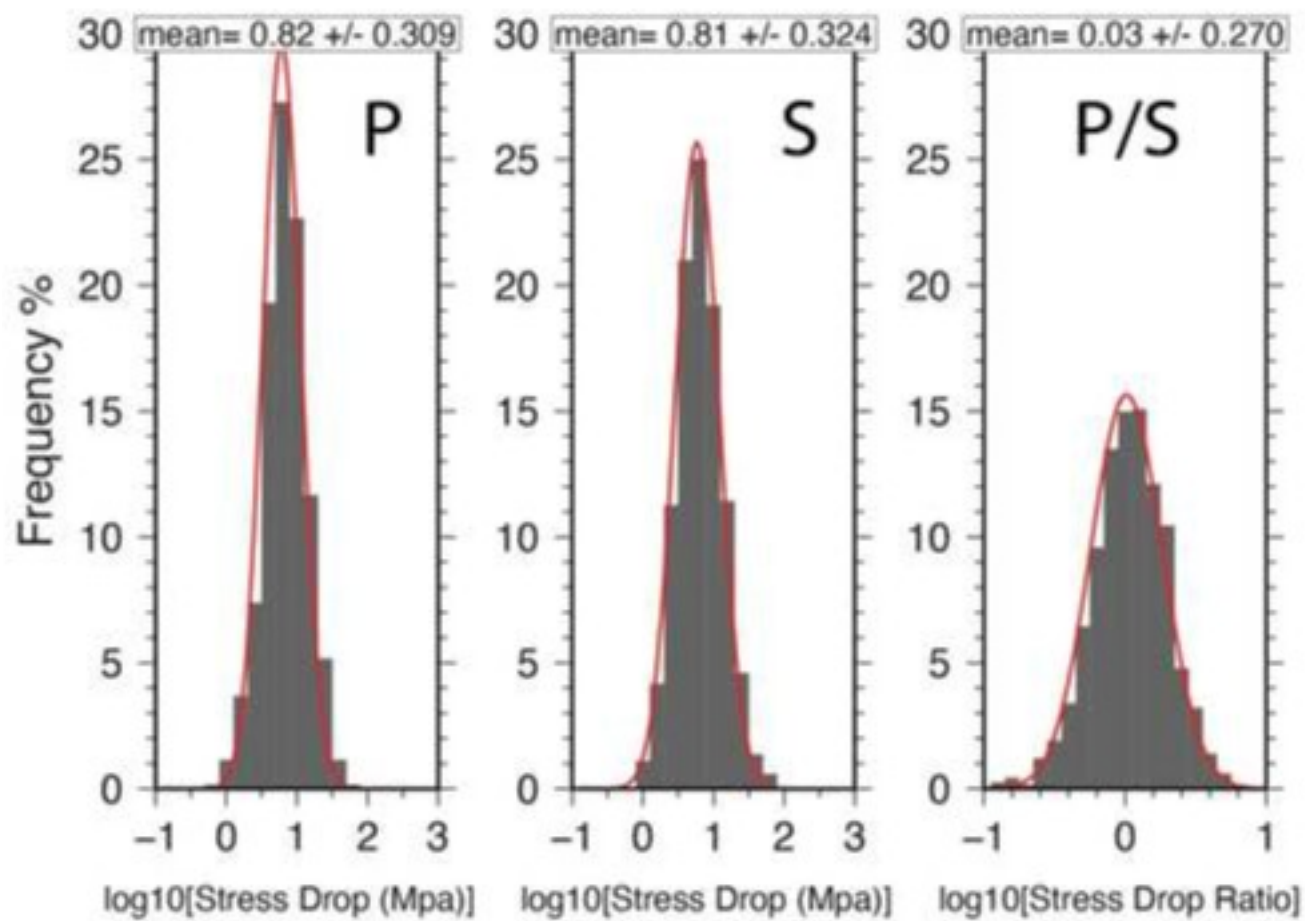 mean= 0.82 +/- 0.309
mean= 0.81 +/- 0.324
mean= 0.03 +/- 0.270
P
S
P/S
Frequency %
30
25
20
15
10
5
0
30
25
20
15
10
5
0
30
25
20
15
10
5
0
−1 0 1 2 3
−1 0 1 2 3
−1 0 1
log10[Stress Drop (Mpa)]
log10[Stress Drop (Mpa)]
log10[Stress Drop Ratio]